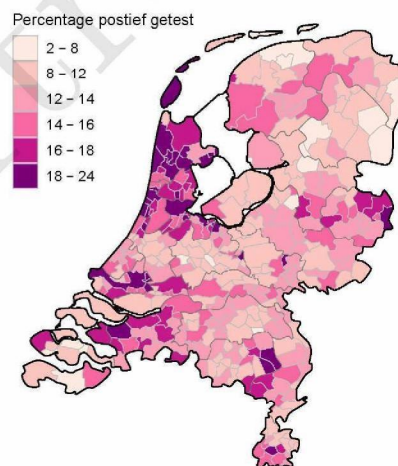 Percentage postief getest
2 – 8
8 – 12
12 – 14
14 – 16
16 – 18
18 – 24